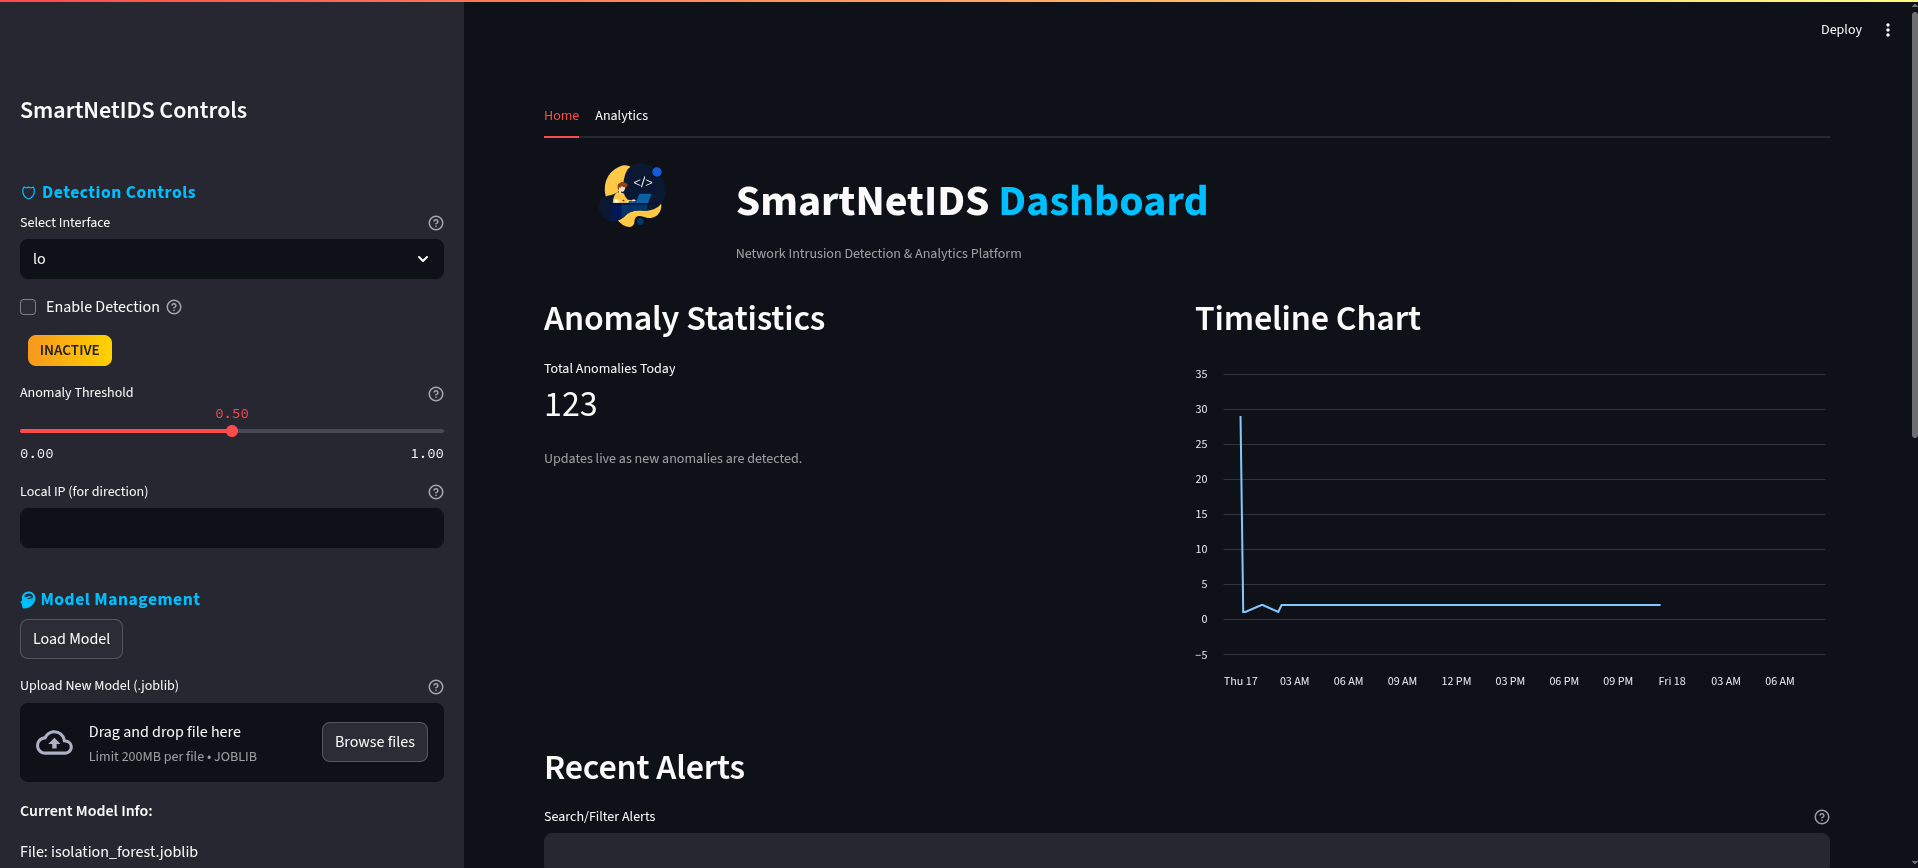 SmartNetIDS Controls
Detection Controls
Select Interface
lo
Enable Detection
INACTIVE
Anomaly Threshold
0.50
0.00 1.00
Local IP (for direction)
Model Management
Load Model
Upload New Model (.joblib)
Drag and drop file here
Limit 200MB per file • JOBLIB
Browse files
Current Model Info:
File: isolation_forest.joblib
Deploy
Home Analytics
</>
SmartNetIDS Dashboard
Network Intrusion Detection & Analytics Platform
Anomaly Statistics
Total Anomalies Today
123
Updates live as new anomalies are detected.
Timeline Chart
35
30
25
20
15
10
5
0
−5
Thu 17 03 AM 06 AM 09 AM 12 PM 03 PM 06 PM 09 PM Fri 18 03 AM 06 AM
Recent Alerts
Search/Filter Alerts